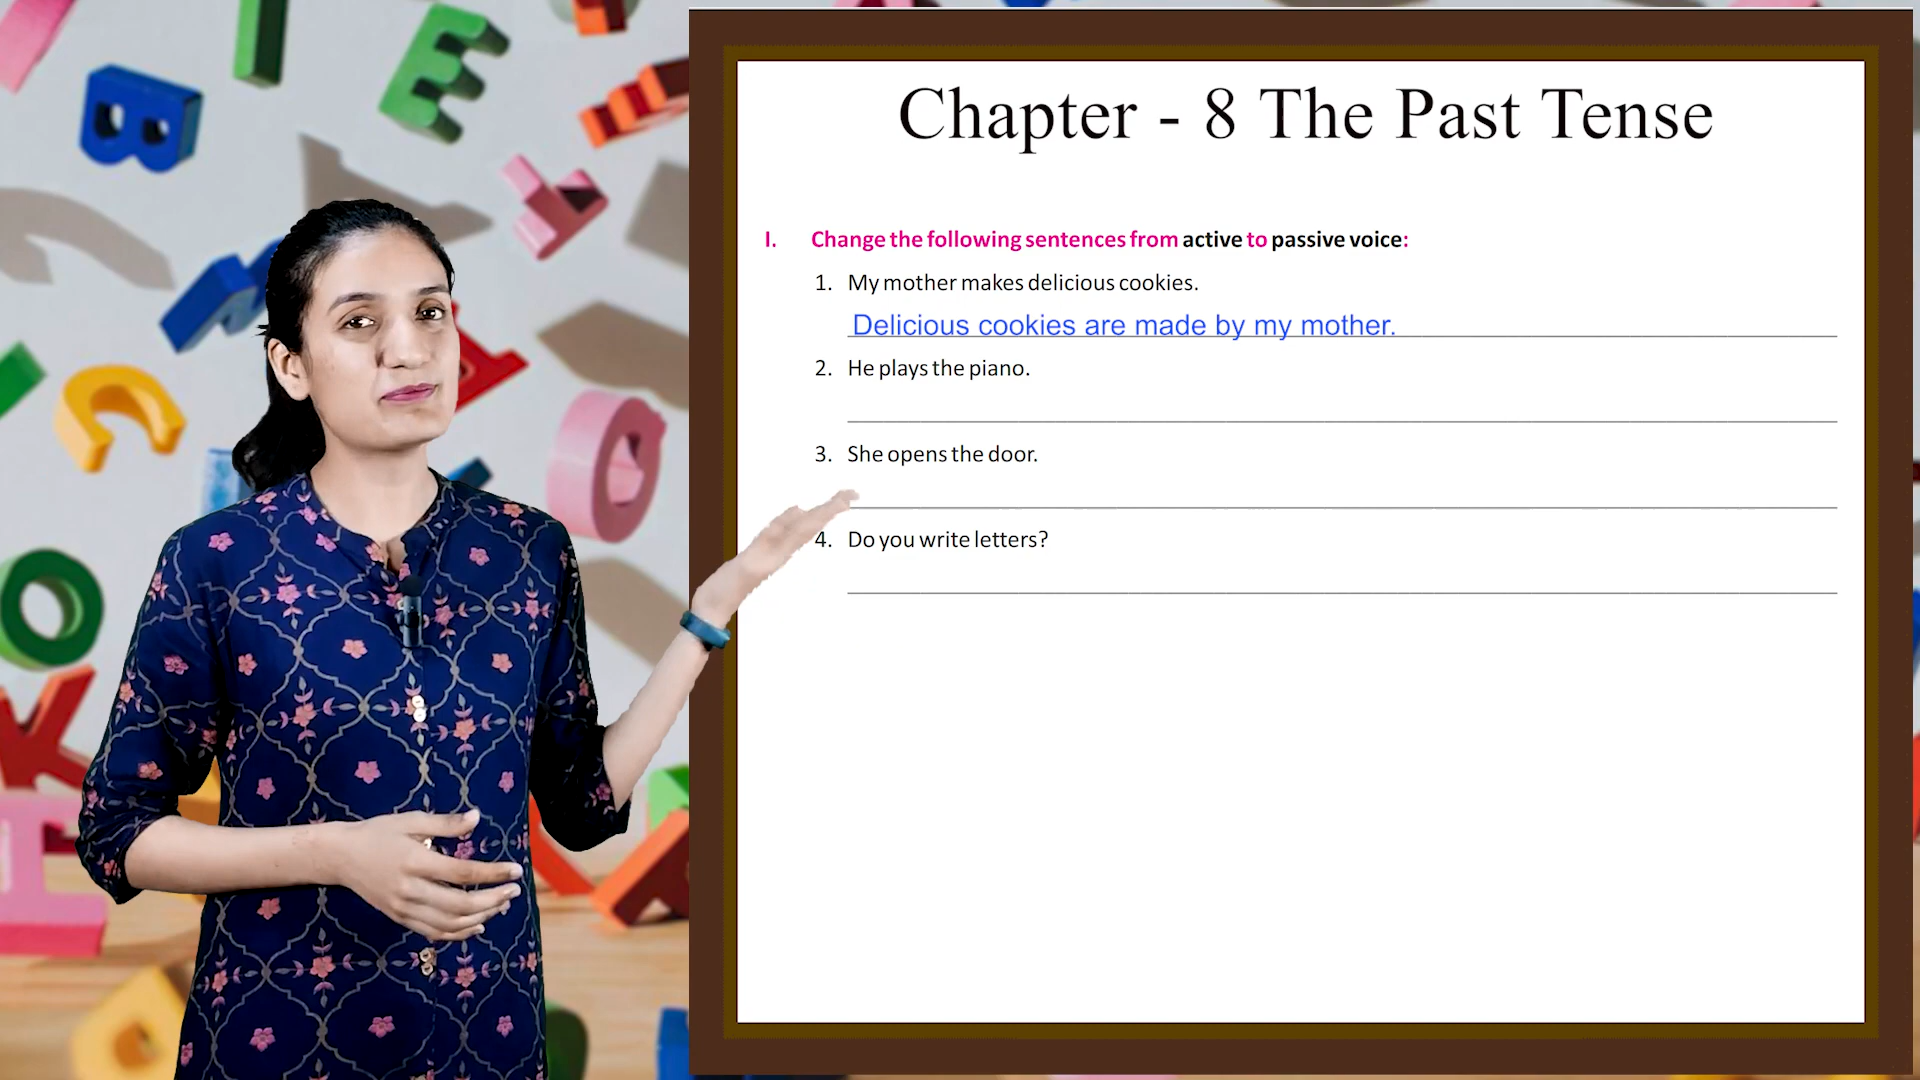 Chapter - 8 The Past Tense
I. Change the following sentences from active to passive voice:
1. My mother makes delicious cookies.
Delicious cookies are made by my mother.
2. He plays the piano.
3. She opens the door.
4. Do you write letters?